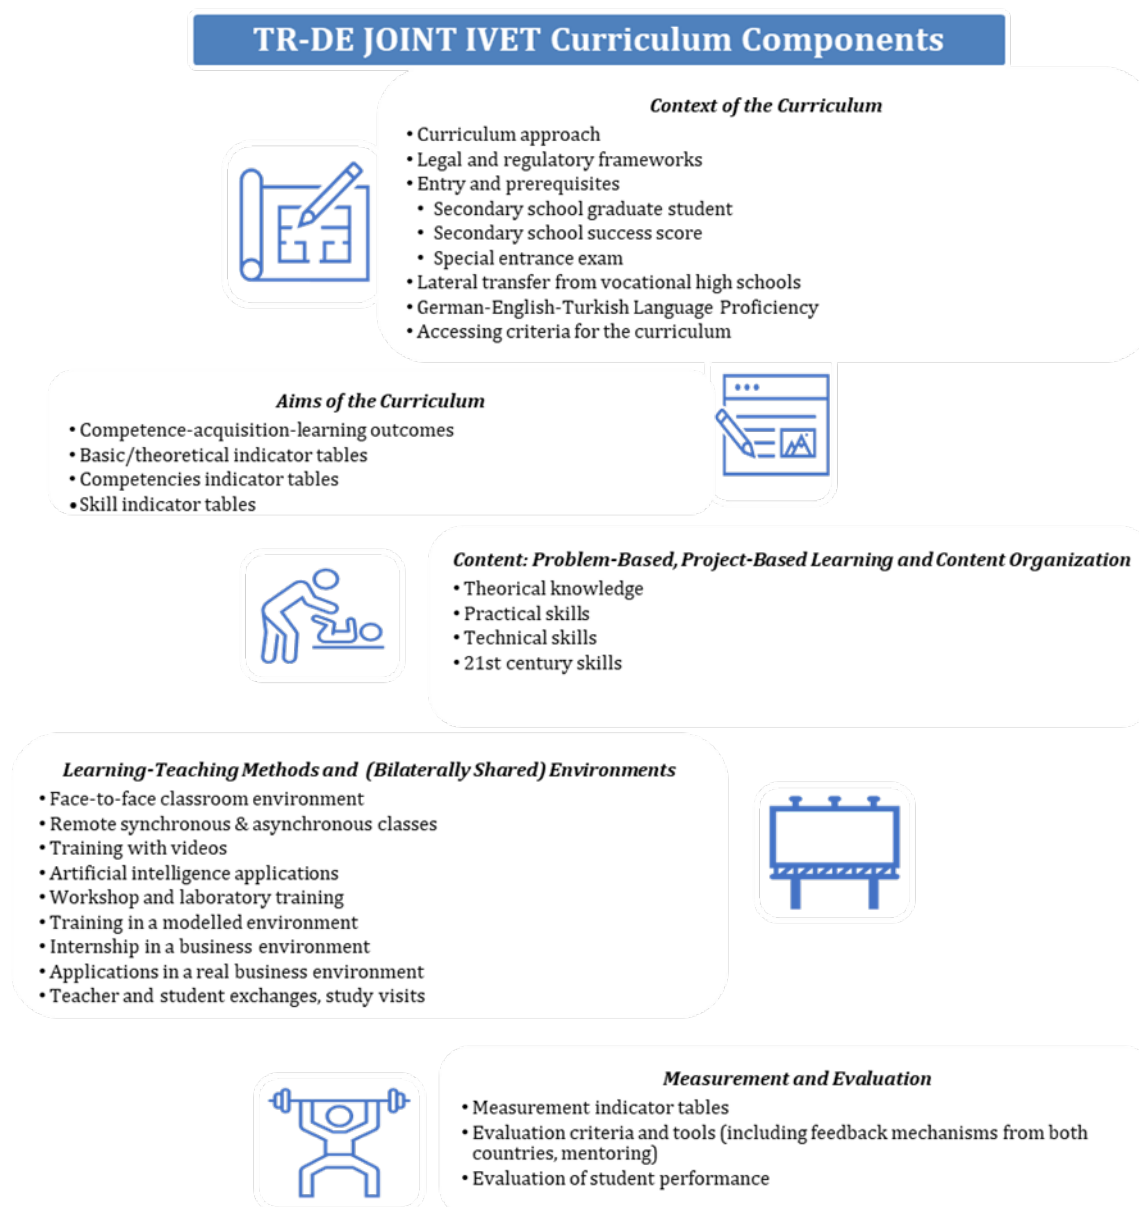 TR-DE JOINT IVET Curriculum Components
Context of the Curriculum
• Curriculum approach
• Legal and regulatory frameworks
• Entry and prerequisites
• Secondary school graduate student
• Secondary school success score
• Special entrance exam
• Lateral transfer from vocational high schools
• German-English-Turkish Language Proficiency
• Accessing criteria for the curriculum
Aims of the Curriculum
• Competence-acquisition-learning outcomes
• Basic/theoretical indicator tables
• Competencies indicator tables
• Skill indicator tables
Content: Problem-Based, Project-Based Learning and Content Organization
• Theorical knowledge
• Practical skills
• Technical skills
• 21st century skills
Learning-Teaching Methods and (Bilaterally Shared) Environments
• Face-to-face classroom environment
• Remote synchronous & asynchronous classes
• Training with videos
• Artificial intelligence applications
• Workshop and laboratory training
• Training in a modelled environment
• Internship in a business environment
• Applications in a real business environment
• Teacher and student exchanges, study visits
Measurement and Evaluation
• Measurement indicator tables
• Evaluation criteria and tools (including feedback mechanisms from both
countries, mentoring)
• Evaluation of student performance